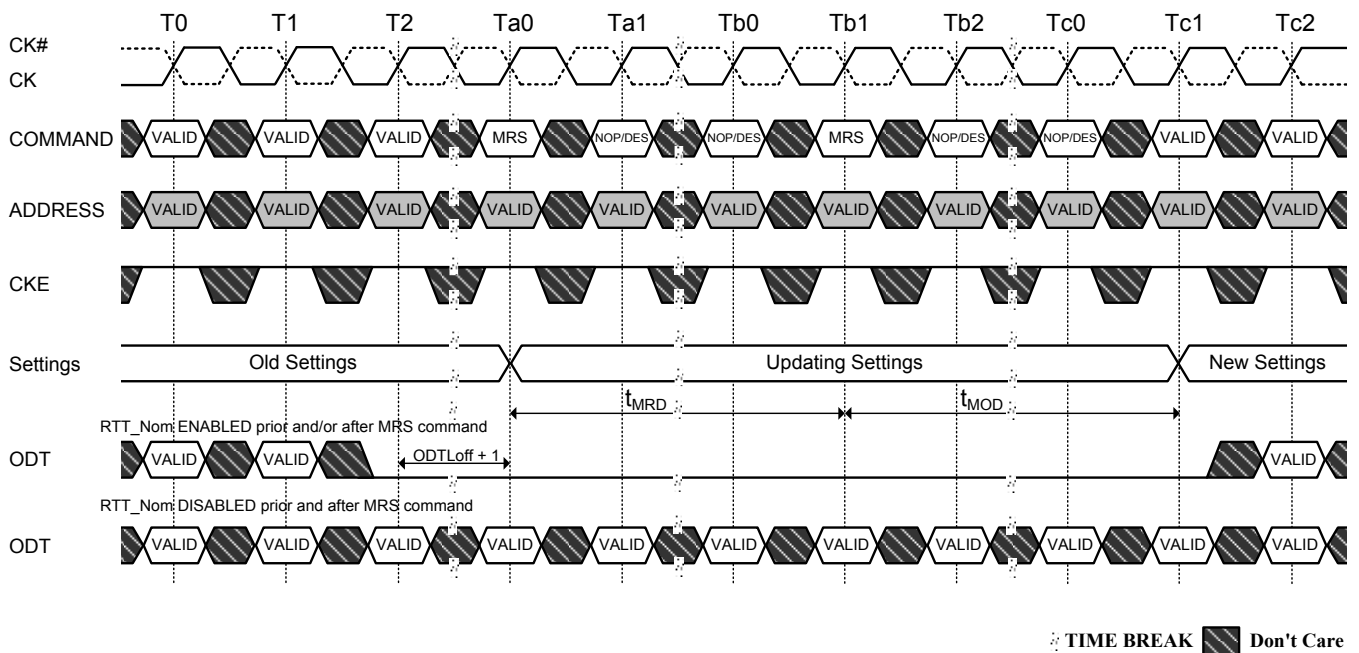 T0 T1 T2 Ta0 Ta1 Tb0 Tb1 Tb2 Tc0 Tc1 Tc2
CK#
CK
COMMAND VALID VALID VALID MRS NOP/DES NOP/DES MRS NOP/DES NOP/DES VALID VALID
ADDRESS VALID VALID VALID VALID VALID VALID VALID VALID VALID VALID VALID
CKE
Settings Old Settings Updating Settings New Settings
tMRD tMOD
RTT_Nom ENABLED prior and/or after MRS command
ODT VALID VALID ODTLoff + 1 VALID
RTT_Nom DISABLED prior and after MRS command
ODT VALID VALID VALID VALID VALID VALID VALID VALID VALID VALID VALID
TIME BREAK Don't Care